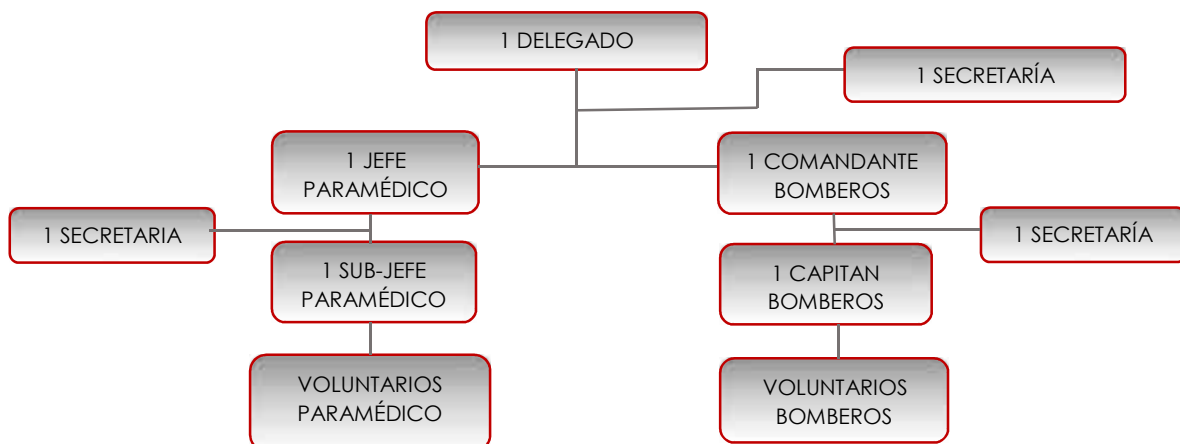 1 DELEGADO
1 SECRETARÍA
1 JEFE
PARAMÉDICO
1 COMANDANTE
BOMBEROS
1 SECRETARIA
1 SECRETARÍA
1 SUB-JEFE
PARAMÉDICO
1 CAPITAN
BOMBEROS
VOLUNTARIOS
PARAMÉDICO
VOLUNTARIOS
BOMBEROS